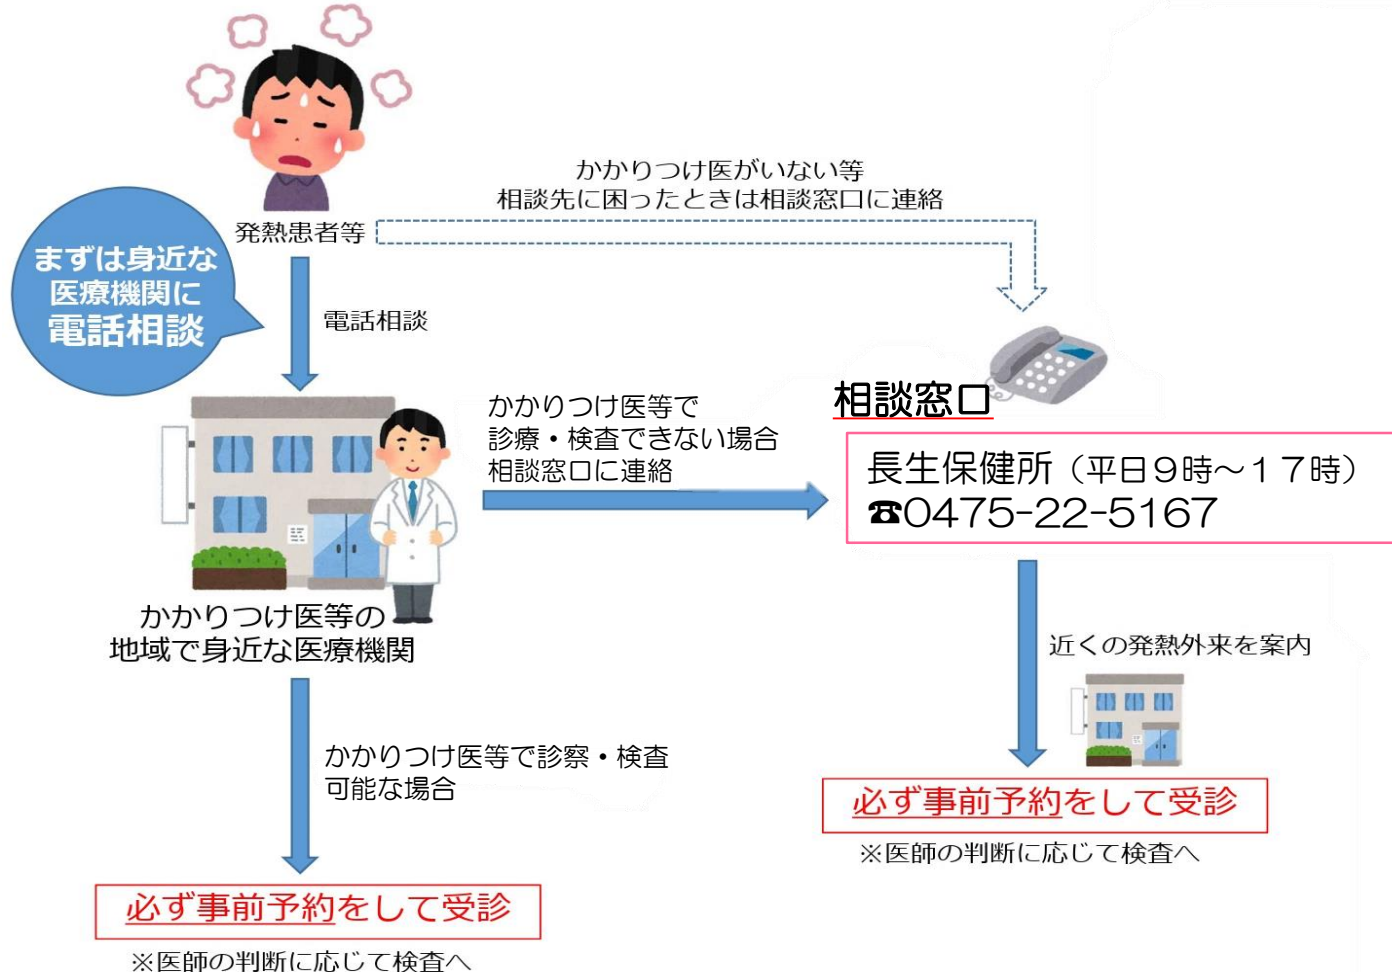 発熱患者等
かかりつけ医がいない等
相談先に困ったときは相談窓口に連絡
まずは身近な
医療機関に
電話相談
電話相談
かかりつけ医等で
診療・検査できない場合
相談窓口に連絡
相談窓口
長生保健所（平日９時～１７時）
☎0475-22-5167
かかりつけ医等の
地域で身近な医療機関
近くの発熱外来を案内
かかりつけ医等で診察・検査
可能な場合
必ず事前予約をして受診
※医師の判断に応じて検査へ
必ず事前予約をして受診
※医師の判断に応じて検査へ